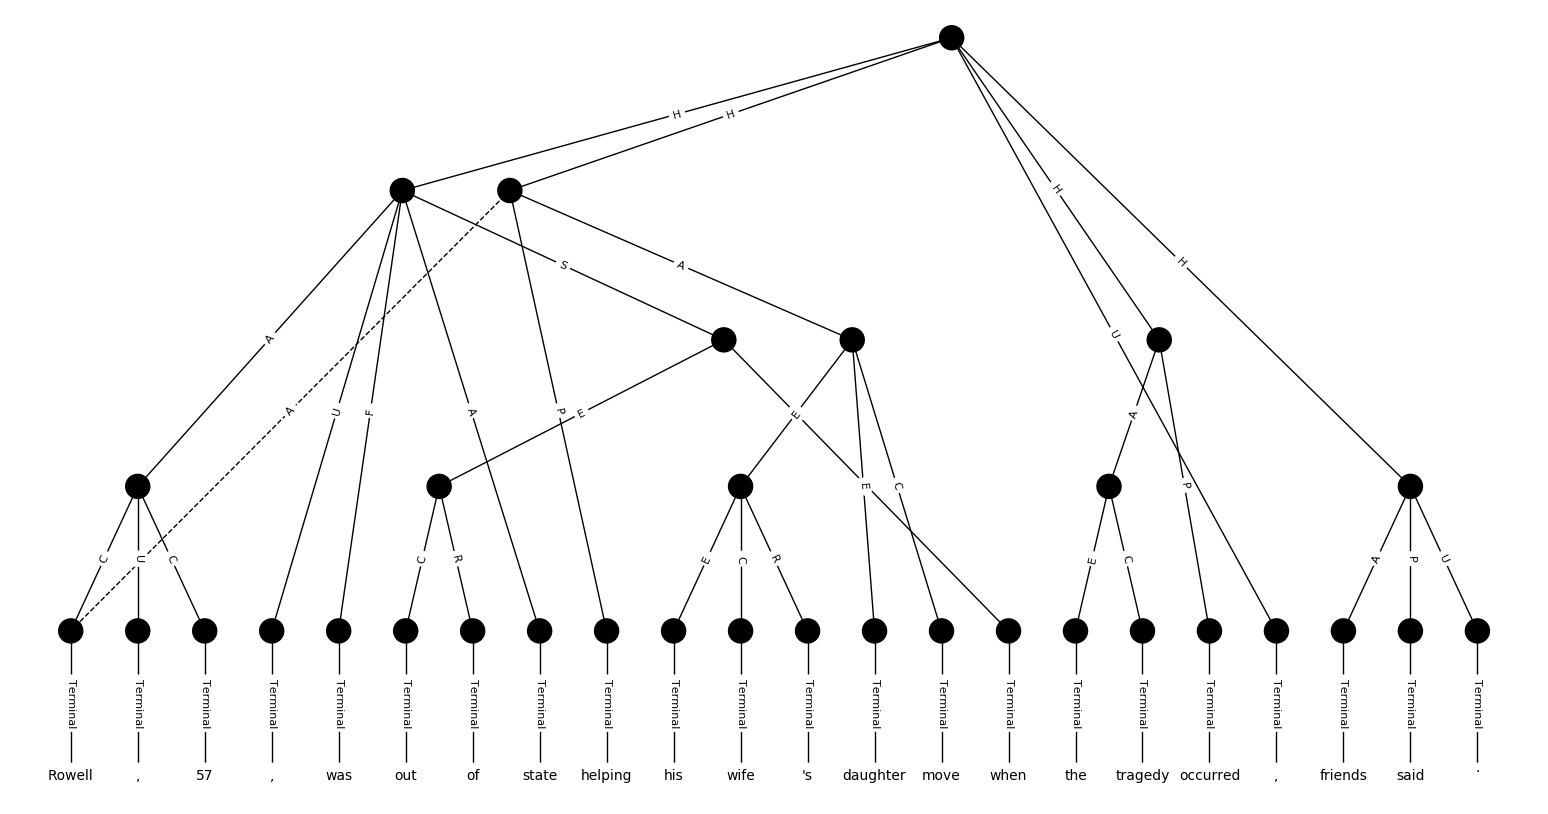 H
H
H
S
A
H
A
U
A
U
F
A
P
E
E
A
E
C
P
C
U
C
C
R
E
C
R
E
C
A
P
U
Terminal Terminal Terminal Terminal Terminal Terminal Terminal Terminal Terminal Terminal Terminal Terminal Terminal Terminal Terminal Terminal Terminal Terminal Terminal Terminal Terminal Terminal
Rowell , 57 , was out of state helping his wife 's daughter move when the tragedy occurred , friends said .